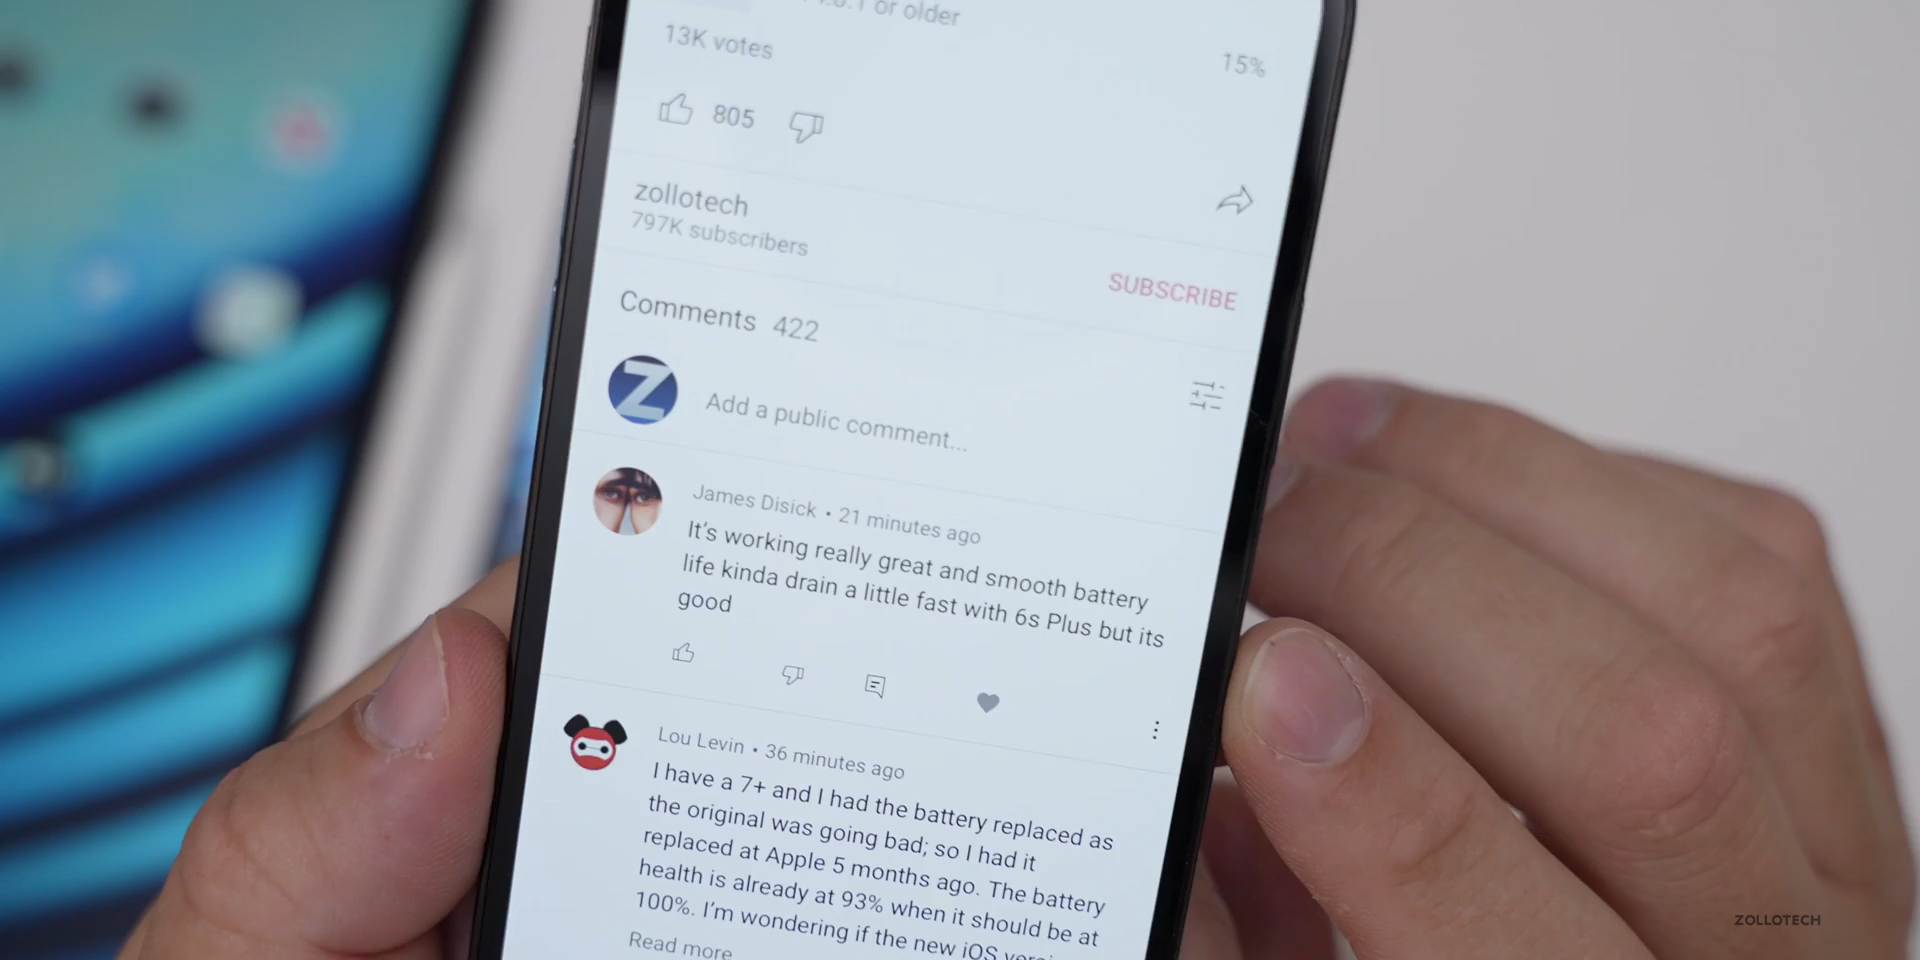 or older
15%
13K votes
805
zollotech
797K subscribers
SUBSCRIBE
Comments 422
Z
Add a public comment...
James Disick • 21 minutes ago
It's working really great and smooth battery
life kinda drain a little fast with 6s Plus but its
good
Lou Levin • 36 minutes ago
I have a 7+ and I had the battery replaced as
the original was going bad; so I had it
replaced at Apple 5 months ago. The battery
health is already at 93% when it should be at
100%. I'm wondering if the new iOS
Read more
ZOLLOTECH